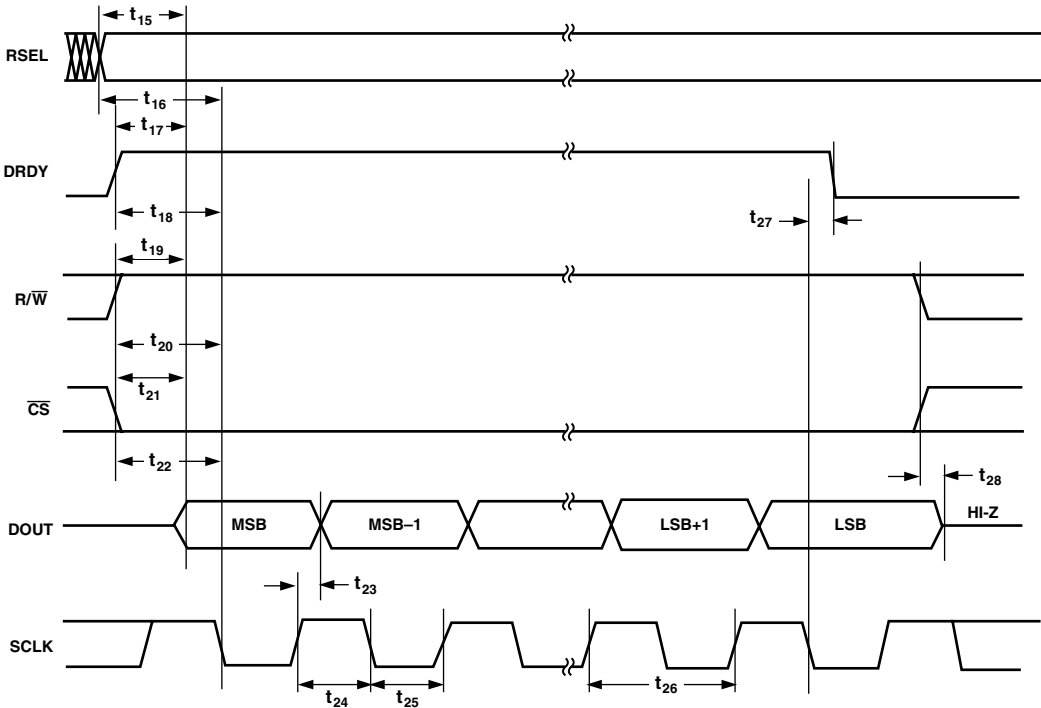 t15
RSEL
t16
t17
DRDY
t18
t27
t19
R/W̅
t20
t21
C̅S̅
t22
t28
DOUT
MSB
MSB–1
LSB+1
LSB
HI-Z
t23
SCLK
t24
t25
t26